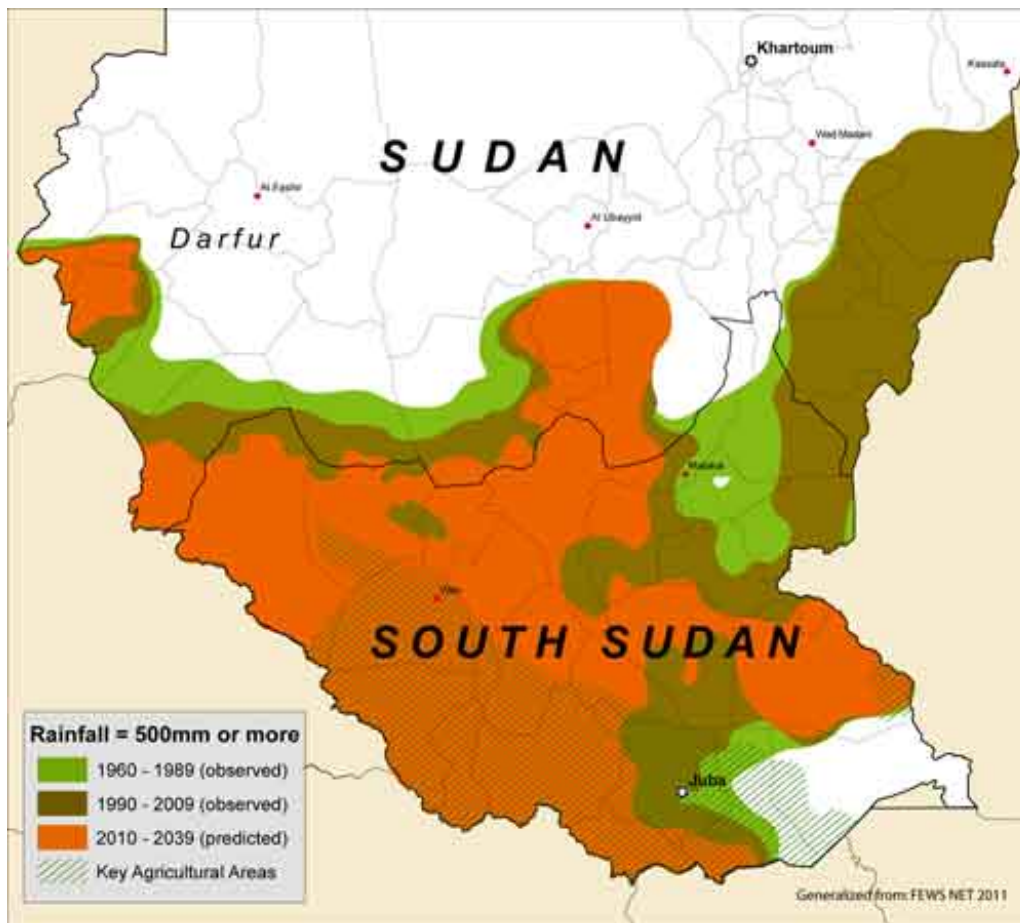 Khartoum
Kassala
Wad Madani
SUDAN
Al Fashir
Al Ubayyid
Darfur
Malakal
Wau
SOUTH SUDAN
Rainfall = 500mm or more
1960 - 1989 (observed)
1990 - 2009 (observed)
2010 - 2039 (predicted)
Key Agricultural Areas
Juba
Generalized from: FEWS NET 2011